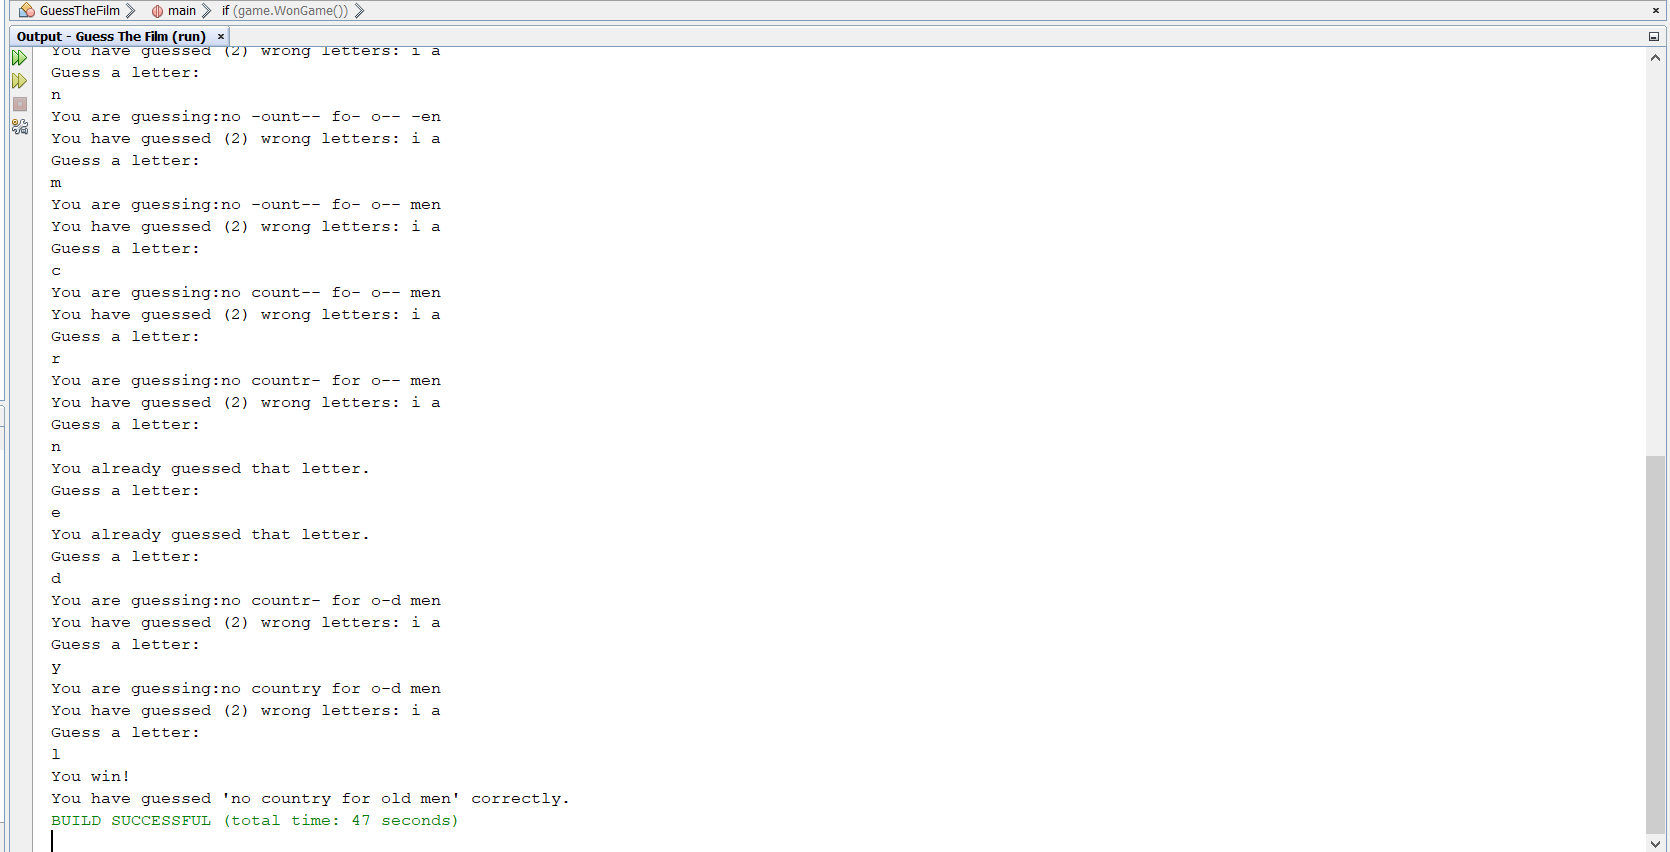 GuessTheFilm main if (game.WonGame())
Output - Guess The Film (run)
You have guessed (2) wrong letters: i a
Guess a letter:
n
You are guessing:no -ount-- fo- o-- -en
You have guessed (2) wrong letters: i a
Guess a letter:
m
You are guessing:no -ount-- fo- o-- men
You have guessed (2) wrong letters: i a
Guess a letter:
c
You are guessing:no count-- fo- o-- men
You have guessed (2) wrong letters: i a
Guess a letter:
r
You are guessing:no countr- for o-- men
You have guessed (2) wrong letters: i a
Guess a letter:
n
You already guessed that letter.
Guess a letter:
e
You already guessed that letter.
Guess a letter:
d
You are guessing:no countr- for o-d men
You have guessed (2) wrong letters: i a
Guess a letter:
y
You are guessing:no country for o-d men
You have guessed (2) wrong letters: i a
Guess a letter:
l
You win!
You have guessed 'no country for old men' correctly.
BUILD SUCCESSFUL (total time: 47 seconds)